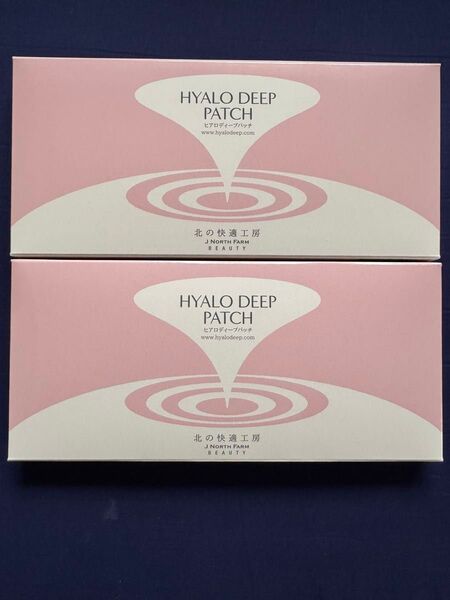 HYALO DEEP
PATCH
ヒアロディープパッチ
www.hyalodeep.com
北の快適工房
J NORTH FARM
BEAUTY
HYALO DEEP
PATCH
ヒアロディープパッチ
www.hyalodeep.com
北の快適工房
J NORTH FARM
BEAUTY